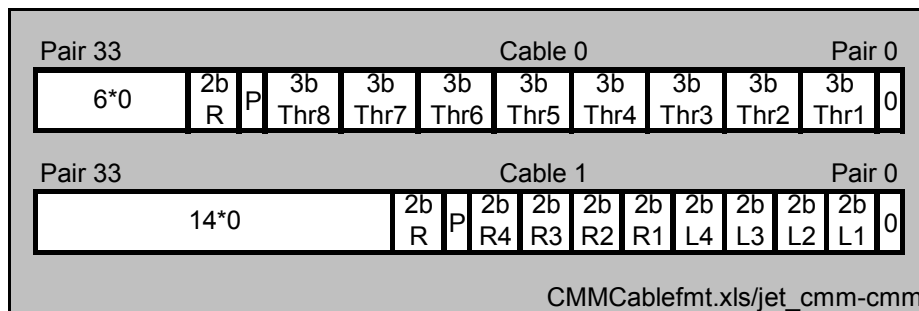 Pair 33 Cable 0 Pair 0
6*0 2b R P 3b Thr8 3b Thr7 3b Thr6 3b Thr5 3b Thr4 3b Thr3 3b Thr2 3b Thr1 0
Pair 33 Cable 1 Pair 0
14*0 2b R P 2b R4 2b R3 2b R2 2b R1 2b L4 2b L3 2b L2 2b L1 0
CMMCablefmt.xls/jet_cmm-cmm